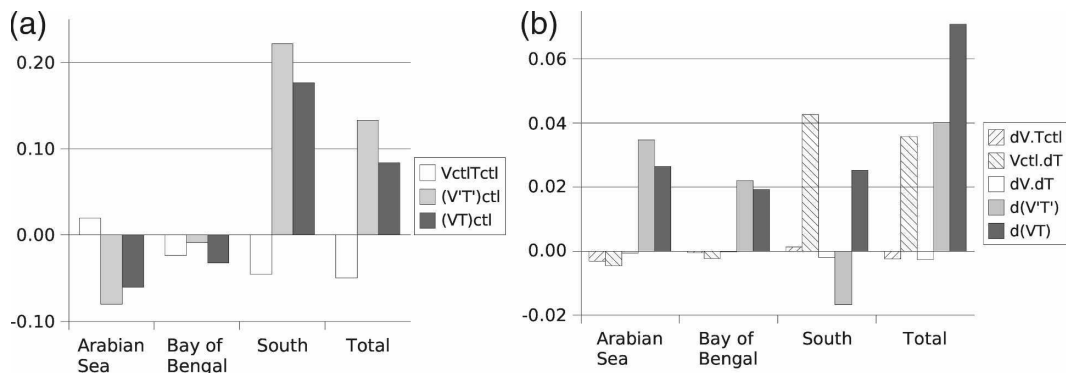 (a)
0.20
0.10
0.00
-0.10
Arabian
Sea
Bay of
Bengal
South
Total
VctlTctl
(V'T')ctl
(VT)ctl
(b)
0.06
0.04
0.02
0.00
-0.02
Arabian
Sea
Bay of
Bengal
South
Total
dV.Tctl
Vctl.dT
dV.dT
d(V'T')
d(VT)